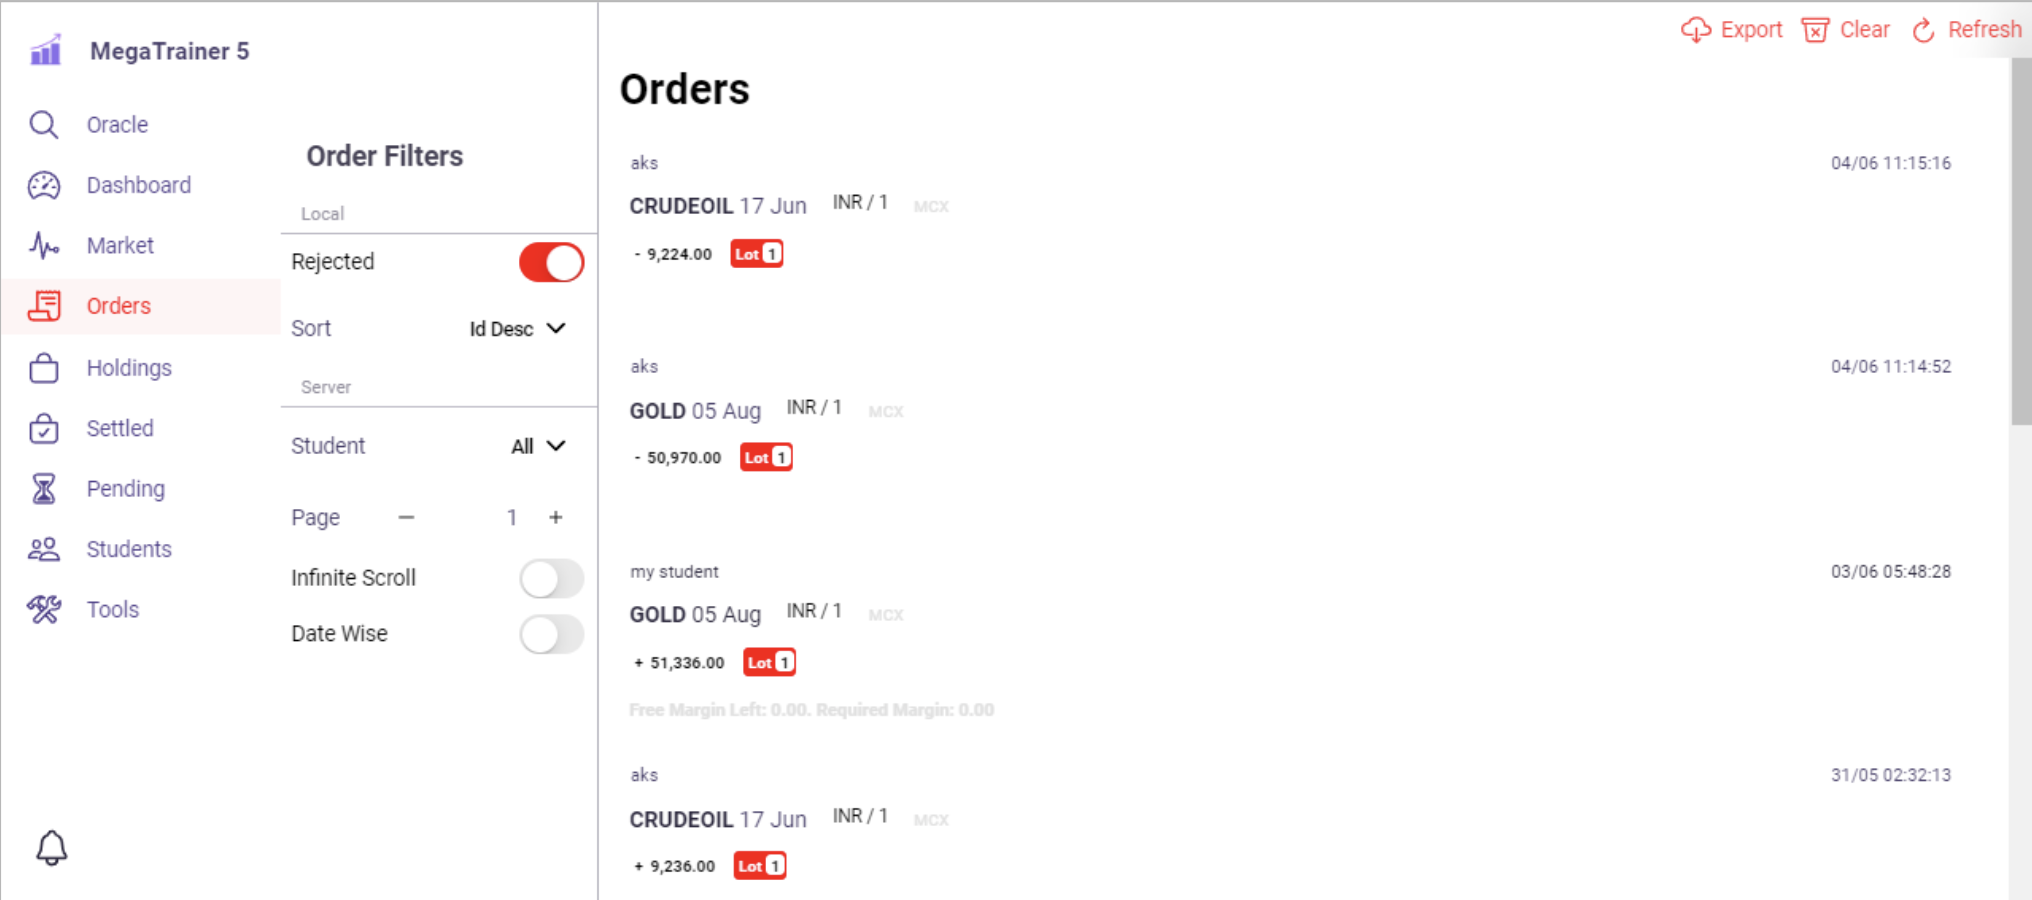 MegaTrainer 5
Oracle
Dashboard
Market
Orders
Holdings
Settled
Pending
Students
Tools
Order Filters
Local
Rejected
Sort Id Desc
Server
Student All
Page — 1 +
Infinite Scroll
Date Wise
Export Clear Refresh
Orders
aks 04/06 11:15:16
CRUDEOIL 17 Jun INR / 1 MCX
- 9,224.00 Lot 1
aks 04/06 11:14:52
GOLD 05 Aug INR / 1 MCX
- 50,970.00 Lot 1
my student 03/06 05:48:28
GOLD 05 Aug INR / 1 MCX
+ 51,336.00 Lot 1
Free Margin Left: 0.00. Required Margin: 0.00
aks 31/05 02:32:13
CRUDEOIL 17 Jun INR / 1 MCX
+ 9,236.00 Lot 1